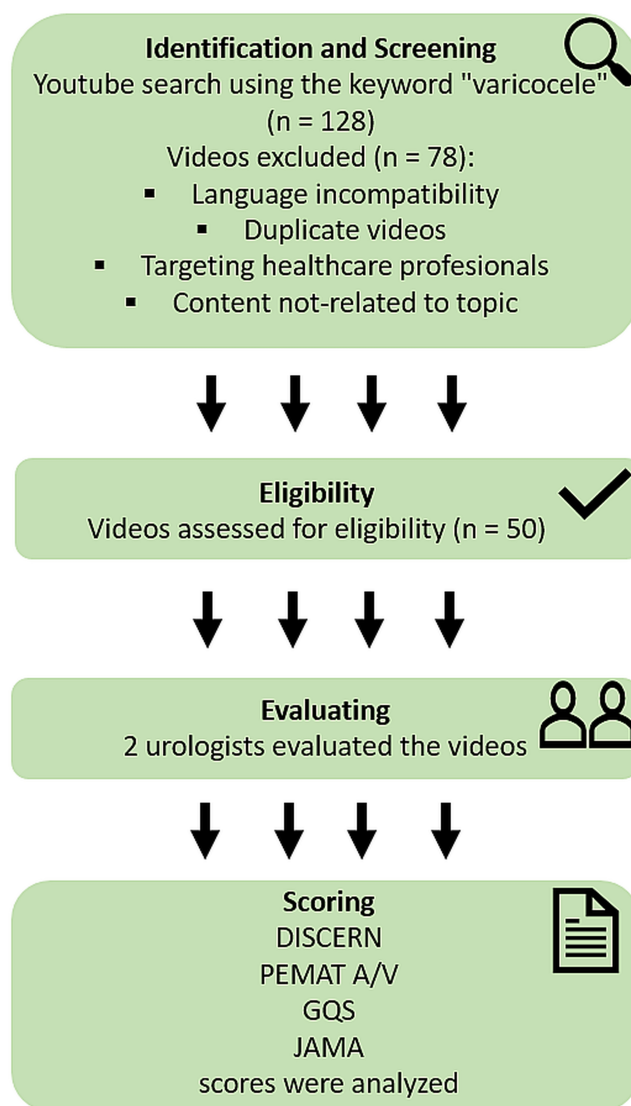 Identification and Screening
Youtube search using the keyword "varicocele"
(n = 128)
Videos excluded (n = 78):
▪ Language incompatibility
▪ Duplicate videos
▪ Targeting healthcare profesionals
▪ Content not-related to topic
Eligibility
Videos assessed for eligibility (n = 50)
Evaluating
2 urologists evaluated the videos
Scoring
DISCERN
PEMAT A/V
GQS
JAMA
scores were analyzed